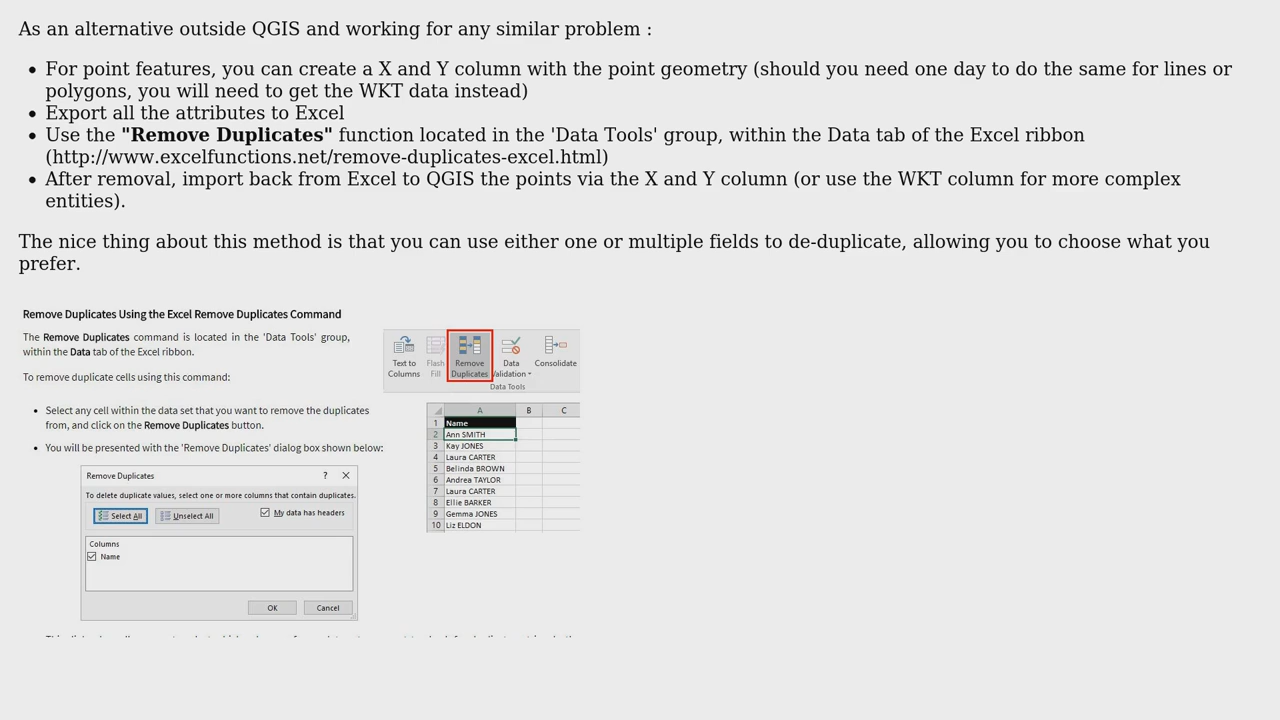 As an alternative outside QGIS and working for any similar problem :
• For point features, you can create a X and Y column with the point geometry (should you need one day to do the same for lines or
polygons, you will need to get the WKT data instead)
• Export all the attributes to Excel
• Use the "Remove Duplicates" function located in the 'Data Tools' group, within the Data tab of the Excel ribbon
(http://www.excelfunctions.net/remove-duplicates-excel.html)
• After removal, import back from Excel to QGIS the points via the X and Y column (or use the WKT column for more complex
entities).
The nice thing about this method is that you can use either one or multiple fields to de-duplicate, allowing you to choose what you
prefer.
Remove Duplicates Using the Excel Remove Duplicates Command
The Remove Duplicates command is located in the 'Data Tools' group,
within the Data tab of the Excel ribbon.
To remove duplicate cells using this command:
• Select any cell within the data set that you want to remove the duplicates
from, and click on the Remove Duplicates button.
• You will be presented with the 'Remove Duplicates' dialog box shown below:
Remove Duplicates ? ×
To delete duplicate values, select one or more columns that contain duplicates.
Select All Unselect All My data has headers
Columns
Name
OK Cancel
Text to Flash Remove Data Consolidate
Columns Fill Duplicates Validation
Data Tools
A B C
1 Name
2 Ann SMITH
3 Kay JONES
4 Laura CARTER
5 Belinda BROWN
6 Andrea TAYLOR
7 Laura CARTER
8 Ellie BARKER
9 Gemma JONES
10 Liz ELDON